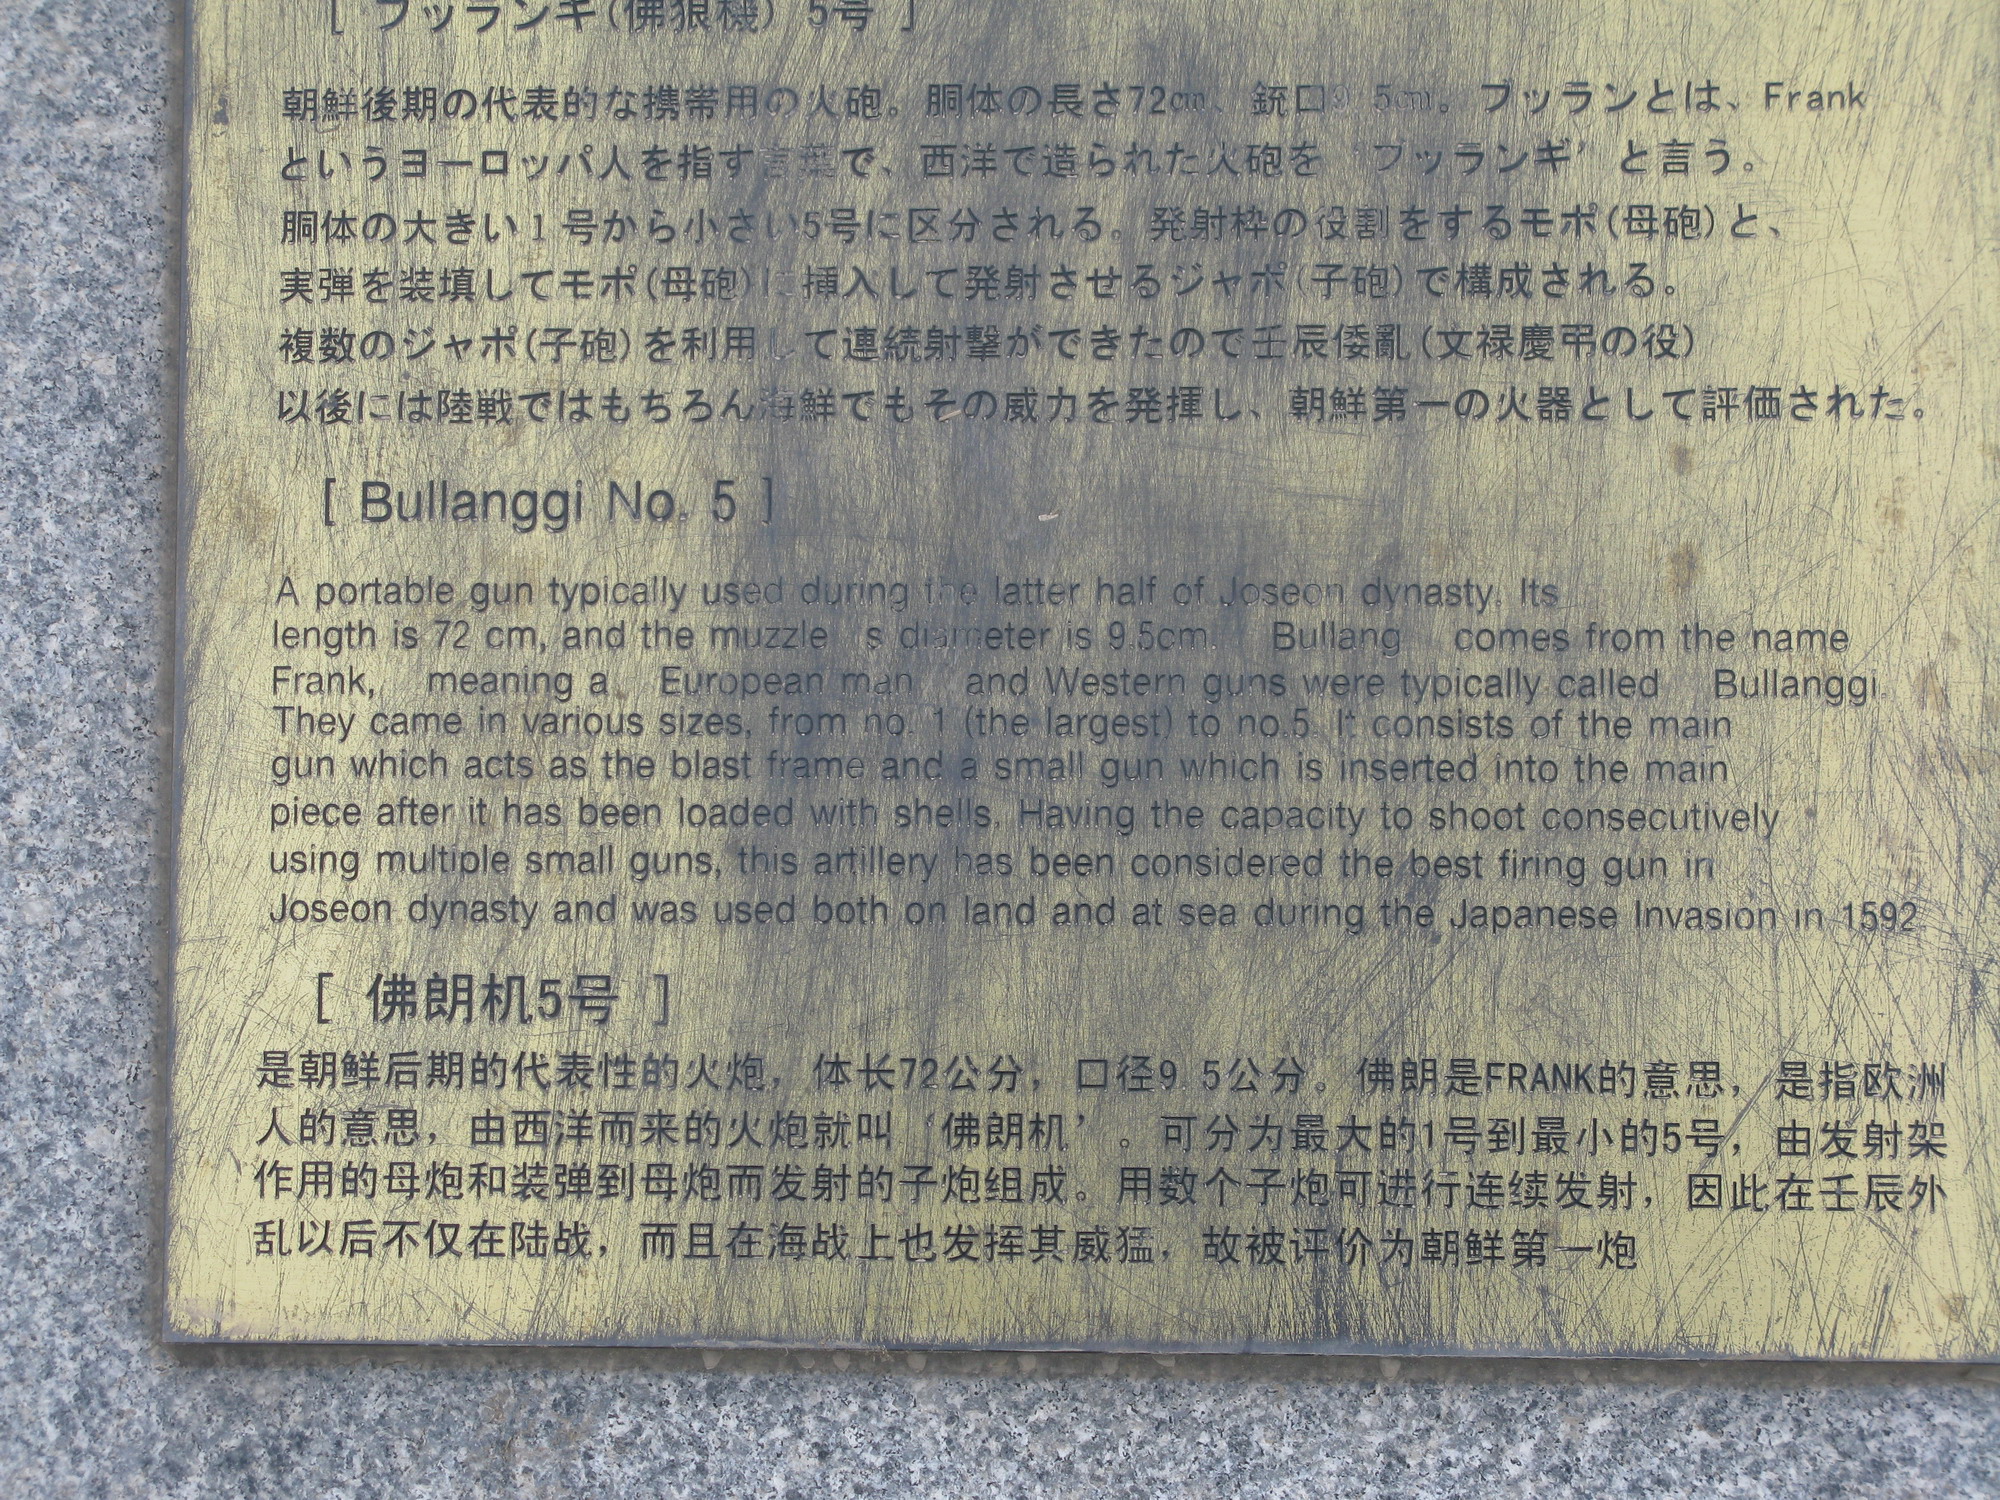 [ ブッランギ(佛狼機) 5号 ]
朝鮮後期の代表的な携帯用の火砲。胴体の長さ72cm、銃口9.5cm。ブッランとは、Frank
というヨーロッパ人を指す言葉で、西洋で造られた火砲を ‘ブッランギ’ と言う。
胴体の大きい1号から小さい5号に区分される。発射枠の役割をするモポ(母砲)と、
実弾を装填してモポ(母砲)に挿入して発射させるジャポ(子砲)で構成される。
複数のジャポ(子砲)を利用して連続射撃ができたので壬辰倭亂(文禄慶弔の役)
以後には陸戦ではもちろん海鮮でもその威力を発揮し、朝鮮第一の火器として評価された。
[ Bullanggi No. 5 ]
A portable gun typically used during the latter half of Joseon dynasty. Its
length is 72 cm, and the muzzle s diameter is 9.5cm. Bullang comes from the name
Frank, meaning a European man and Western guns were typically called Bullanggi.
They came in various sizes, from no. 1 (the largest) to no.5. It consists of the main
gun which acts as the blast frame and a small gun which is inserted into the main
piece after it has been loaded with shells. Having the capacity to shoot consecutively
using multiple small guns, this artillery has been considered the best firing gun in
Joseon dynasty and was used both on land and at sea during the Japanese Invasion in 1592
[ 佛朗机5号 ]
是朝鲜后期的代表性的火炮，体长72公分，口径9.5公分。佛朗是FRANK的意思，是指欧洲
人的意思，由西洋而来的火炮就叫‘佛朗机’。可分为最大的1号到最小的5号，由发射架
作用的母炮和装弹到母炮而发射的子炮组成。用数个子炮可进行连续发射，因此在壬辰外
乱以后不仅在陆战，而且在海战上也发挥其威猛，故被评价为朝鲜第一炮